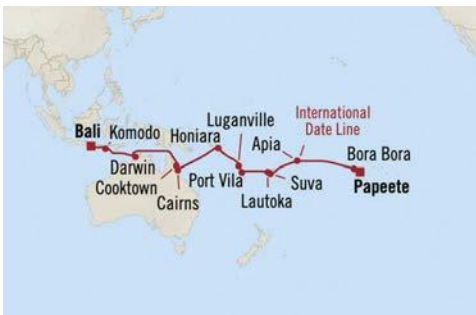 Luganville
International
Date Line
Bali
Komodo
Honiara
Apia
Bora Bora
Darwin
Port Vila
Suva
Papeete
Cooktown
Cairns
Lautoka